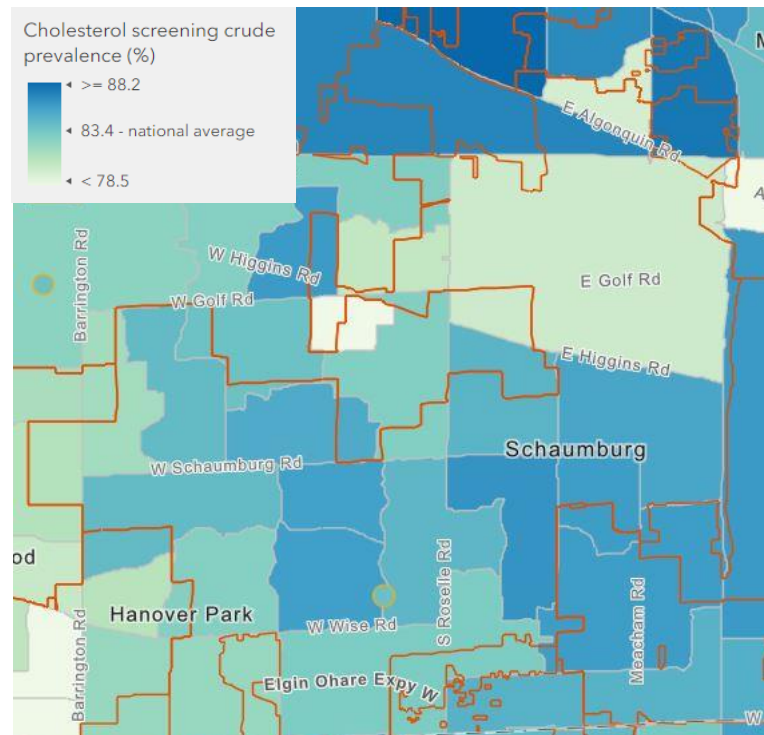 Cholesterol screening crude
prevalence (%)
>= 88.2
83.4 - national average
< 78.5
M
E Algonquin Rd
A
Barrington Rd
W Higgins Rd
W Golf Rd
E Golf Rd
E Higgins Rd
Schaumburg
W Schaumburg Rd
od
Hanover Park
W Wise Rd
S Roselle Rd
Meacham Rd
Barrington Rd
Elgin Ohare Expy W
W